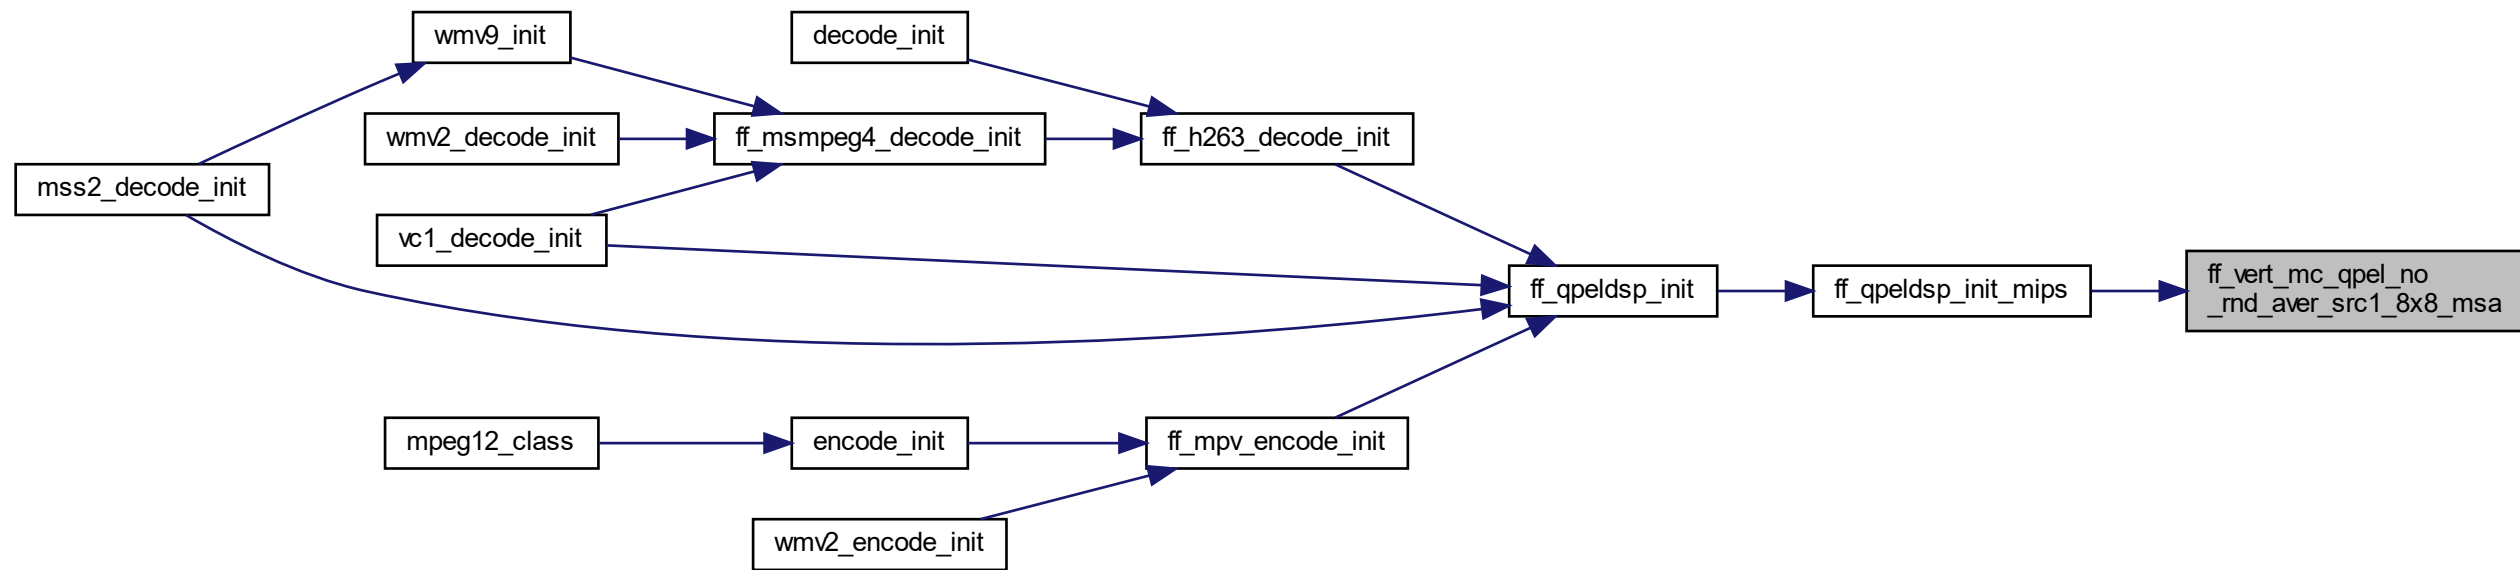 wmv9_init
decode_init
wmv2_decode_init
ff_msmpeg4_decode_init
ff_h263_decode_init
mss2_decode_init
vc1_decode_init
ff_qpeldsp_init
ff_qpeldsp_init_mips
ff_vert_mc_qpel_no
_rnd_aver_src1_8x8_msa
mpeg12_class
encode_init
ff_mpv_encode_init
wmv2_encode_init